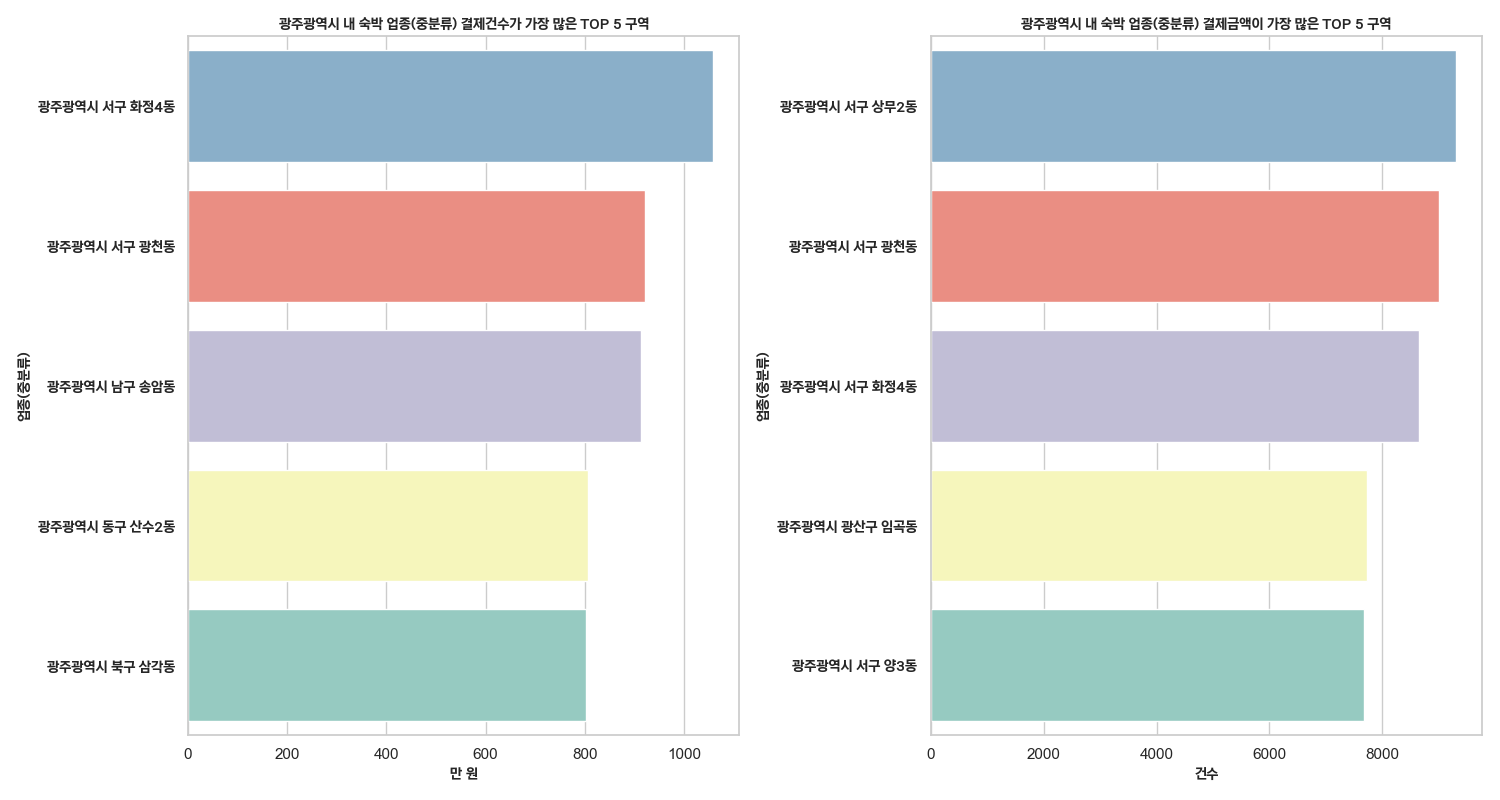 광주광역시 내 숙박 업종(중분류) 결제건수가 가장 많은 TOP 5 구역
업종(중분류)
광주광역시 서구 화정4동
광주광역시 서구 광천동
광주광역시 남구 송암동
광주광역시 동구 산수2동
광주광역시 북구 삼각동
0 200 400 600 800 1000
만 원
광주광역시 내 숙박 업종(중분류) 결제금액이 가장 많은 TOP 5 구역
업종(중분류)
광주광역시 서구 상무2동
광주광역시 서구 광천동
광주광역시 서구 화정4동
광주광역시 광산구 임곡동
광주광역시 서구 양3동
0 2000 4000 6000 8000
건수